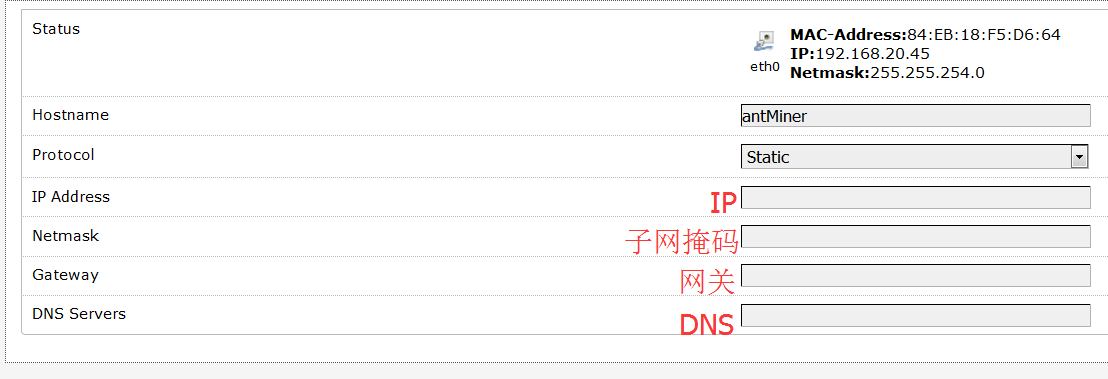 Status
MAC-Address:84:EB:18:F5:D6:64
IP:192.168.20.45
eth0
Netmask:255.255.254.0
Hostname antMiner
Protocol Static
IP Address IP
Netmask 子网掩码
Gateway 网关
DNS Servers DNS